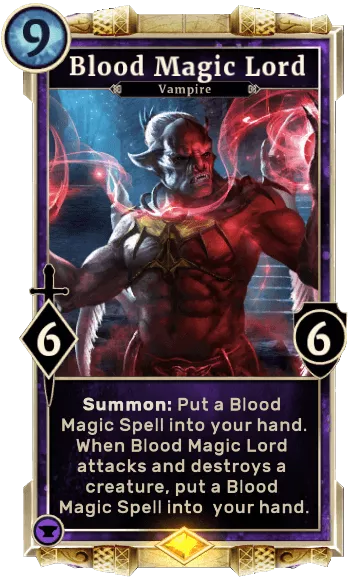 9
Blood Magic Lord
Vampire
6
6
Summon: Put a Blood
Magic Spell into your hand.
When Blood Magic Lord
attacks and destroys a
creature, put a Blood
Magic Spell into your hand.